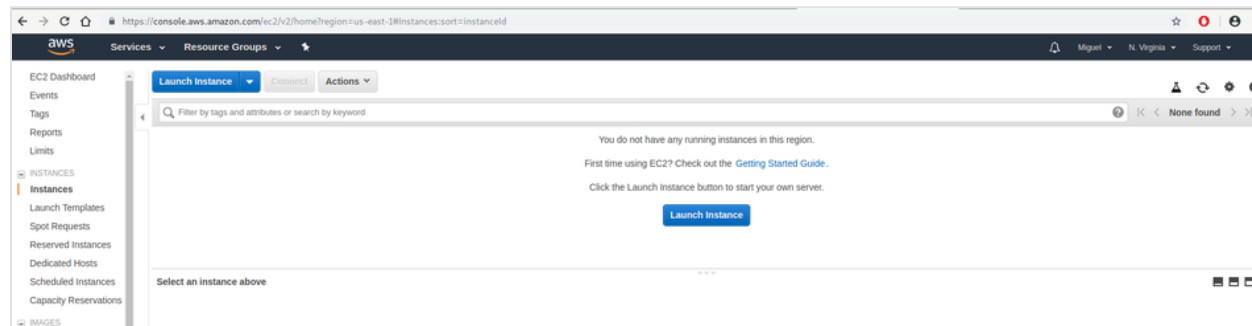 https://console.aws.amazon.com/ec2/v2/home?region=us-east-1#Instances:sort=instanceId
aws Services Resource Groups Miguel N. Virginia Support
EC2 Dashboard
Events
Tags
Reports
Limits
INSTANCES
Instances
Launch Templates
Spot Requests
Reserved Instances
Dedicated Hosts
Scheduled Instances
Capacity Reservations
IMAGES
Launch Instance Connect Actions
Filter by tags and attributes or search by keyword None found
You do not have any running instances in this region.
First time using EC2? Check out the Getting Started Guide.
Click the Launch Instance button to start your own server.
Launch Instance
Select an instance above